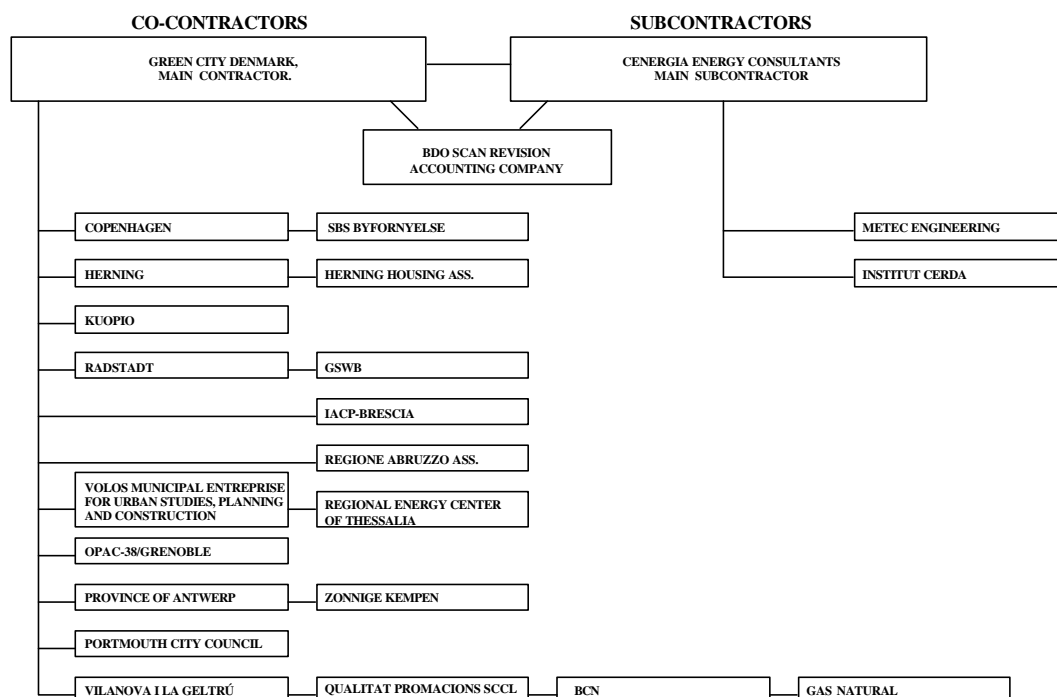 CO-CONTRACTORS
SUBCONTRACTORS
GREEN CITY DENMARK,
MAIN CONTRACTOR.
CENERGIA ENERGY CONSULTANTS
MAIN SUBCONTRACTOR
BDO SCAN REVISION
ACCOUNTING COMPANY
COPENHAGEN
SBS BYFORNYELSE
METEC ENGINEERING
HERNING
HERNING HOUSING ASS.
INSTITUT CERDA
KUOPIO
RADSTADT
GSWB
IACP-BRESCIA
REGIONE ABRUZZO ASS.
VOLOS MUNICIPAL ENTREPRISE
FOR URBAN STUDIES, PLANNING
AND CONSTRUCTION
REGIONAL ENERGY CENTER
OF THESSALIA
OPAC-38/GRENOBLE
PROVINCE OF ANTWERP
ZONNIGE KEMPEN
PORTMOUTH CITY COUNCIL
VILANOVA I LA GELTRÚ
QUALITAT PROMACIONS SCCL
BCN
GAS NATURAL